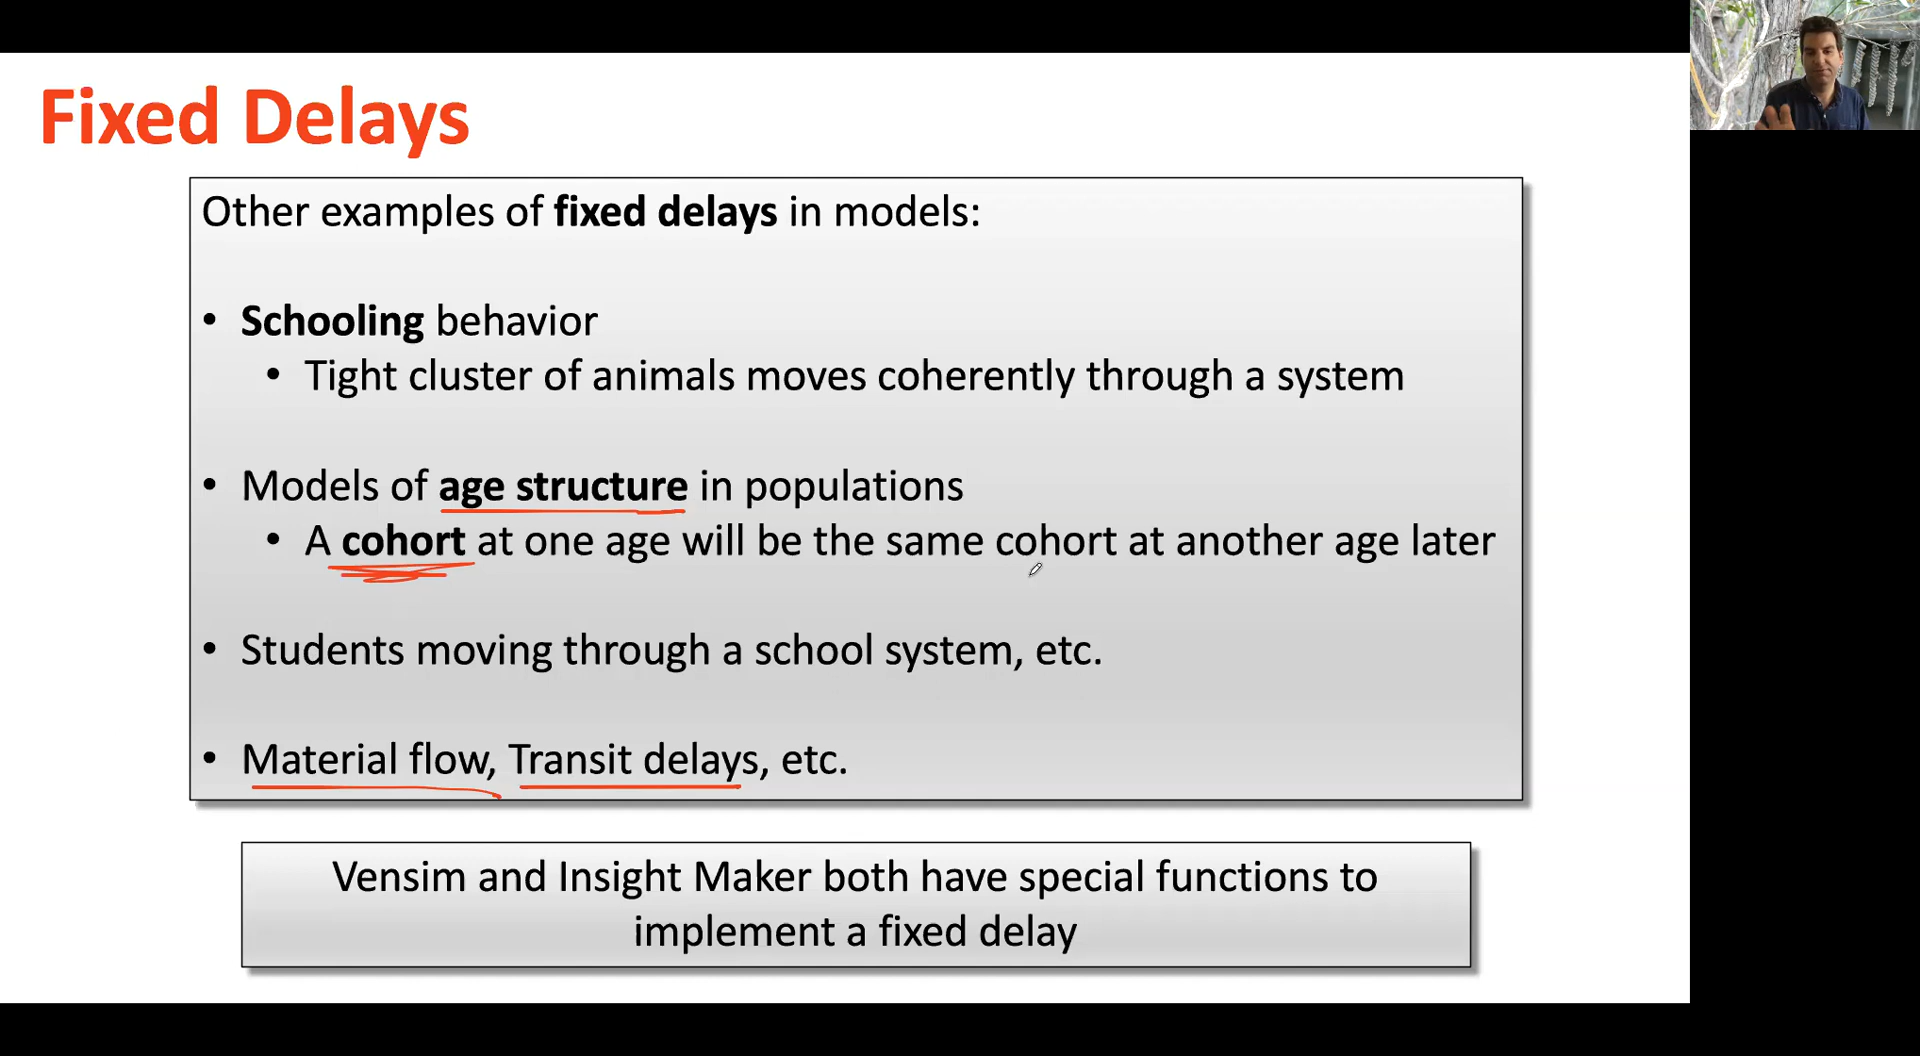 Fixed Delays
Other examples of fixed delays in models:
• Schooling behavior
• Tight cluster of animals moves coherently through a system
• Models of age structure in populations
• A cohort at one age will be the same cohort at another age later
• Students moving through a school system, etc.
• Material flow, Transit delays, etc.
Vensim and Insight Maker both have special functions to
implement a fixed delay